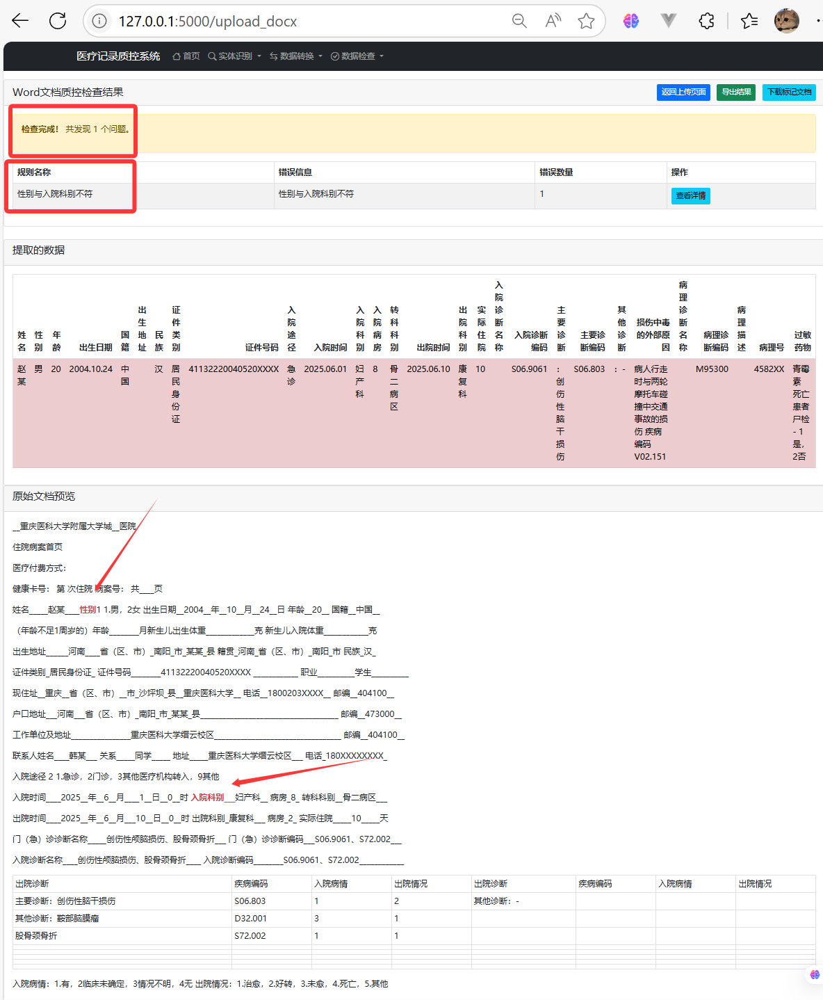 127.0.0.1:5000/upload_docx
医疗记录质控系统 首页 实体识别 数据转换 数据检查
Word文档质控检查结果 返回上传页面 导出结果 下载标记文档
检查完成! 共发现 1 个问题。
规则名称 错误信息 错误数量 操作
性别与入院科别不符 性别与入院科别不符 1 查看详情
提取的数据
姓名 性别 年龄 出生日期 国籍 出生地址 民族 证件类别 证件号码 入院途径 入院时间 入院科别 入院病房 转科科别 出院时间 出院科别 实际住院 入院诊断名称 入院诊断编码 主要诊断 主要诊断编码 其他诊断 损伤中毒的外部原因 病理诊断名称 病理诊断编码 病理描述 病理号 过敏药物
赵某 男 20 2004.10.24 中国 汉 居民身份证 41132220040520XXXX 急诊 2025.06.01 妇产科 8 骨二病区 2025.06.10 康复科 10 S06.9061 :创伤性脑干损伤 S06.803 : - 病人行走时与两轮摩托车碰撞中交通事故的损伤 疾病编码 V02.151 M95300 4582XX 青霉素 死亡患者尸检 - 1是，2否
原始文档预览
__重庆医科大学附属大学城__医院
住院病案首页
医疗付费方式：
健康卡号： 第 次住院 病案号： 共____页
姓名_____赵某____性别1 1.男，2女 出生日期__2004__年__10__月__24__日 年龄__20__ 国籍__中国__
（年龄不足1周岁的）年龄________月新生儿出生体重_____________克 新生儿入院体重____________克
出生地址______河南____省（区、市）_南阳_市_某某_县 籍贯_河南_省（区、市）_南阳_市 民族_汉_
证件类别_居民身份证_ 证件号码________41132220040520XXXX ____________ 职业__________学生__________
现住址__重庆__省（区、市）__市_沙坪坝_县__重庆医科大学__ 电话__1800203XXXX__ 邮编__404100__
户口地址___河南___省（区、市）_南阳_市_某某_县_____________________________________ 邮编__473000__
工作单位及地址________________重庆医科大学缙云校区__________________________________ 邮编__404100__
联系人姓名____韩某___ 关系_____同学_____ 地址_____重庆医科大学缙云校区___ 电话_180XXXXXXXX_
入院途径 2 1.急诊，2门诊，3其他医疗机构转入，9其他
入院时间____2025__年__6__月____1__日__0__时 入院科别___妇产科__ 病房_8_ 转科科别__骨二病区___
出院时间____2025__年__6__月___10__日__0__时 出院科别_康复科___ 病房_2_ 实际住院_____10_____天
门（急）诊诊断名称_____创伤性颅脑损伤、股骨颈骨折___ 门（急）诊诊断编码___S06.9061、S72.002___
入院诊断名称____创伤性颅脑损伤、股骨颈骨折____ 入院诊断编码________S06.9061、S72.002____________
出院诊断 疾病编码 入院病情 出院情况 出院诊断 疾病编码 入院病情 出院情况
主要诊断：创伤性脑干损伤 S06.803 1 2 其他诊断：-
其他诊断：鞍部脑膜瘤 D32.001 3 1
股骨颈骨折 S72.002 1 1
入院病情：1.有，2临床未确定，3情况不明，4无 出院情况：1.治愈，2.好转，3.未愈，4.死亡，5.其他